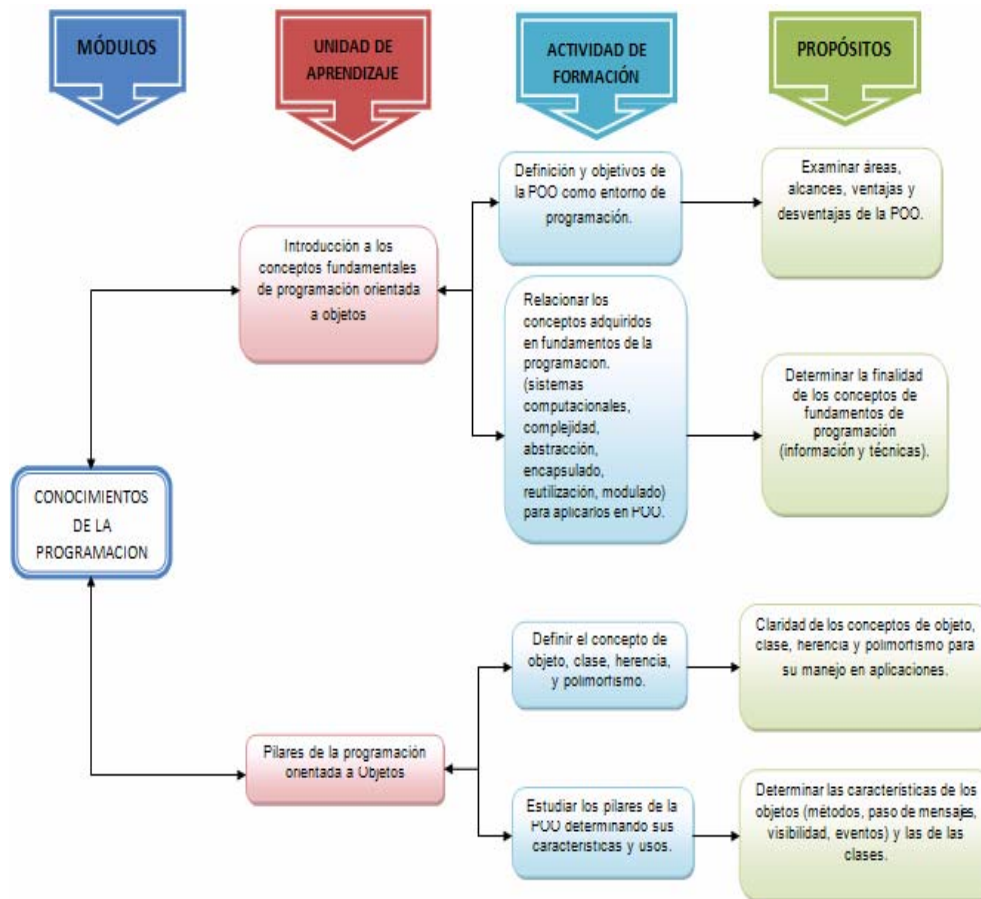 MÓDULOS
UNIDAD DE
APRENDIZAJE
ACTIVIDAD DE
FORMACIÓN
PROPÓSITOS
Definición y objetivos de
la POO como entorno de
programación.
Examinar áreas,
alcances, ventajas y
desventajas de la POO.
Introducción a los
conceptos fundamentales
de programación orientada
a objetos
Relacionar los
conceptos adquiridos
en fundamentos de la
programación.
(sistemas
computacionales,
complejidad,
abstracción,
encapsulado,
reutilización, modulado)
para aplicarlos en POO.
Determinar la finalidad
de los conceptos de
fundamentos de
programación
(información y técnicas).
CONOCIMIENTOS
DE LA
PROGRAMACION
Definir el concepto de
objeto, clase, herencia,
y polimorfismo.
Claridad de los conceptos de objeto,
clase, herencia y polimorfismo para
su manejo en aplicaciones.
Pilares de la programación
orientada a Objetos
Estudiar los pilares de la
POO determinando sus
características y usos.
Determinar las características de los
objetos (métodos, paso de mensajes,
visibilidad, eventos) y las de las
clases.